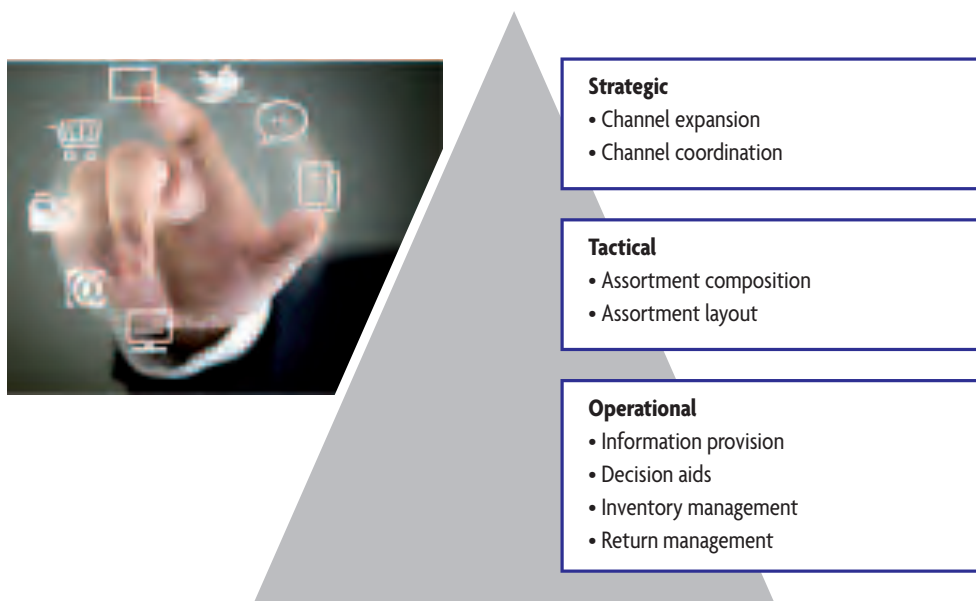 Strategic
• Channel expansion
• Channel coordination
Tactical
• Assortment composition
• Assortment layout
Operational
• Information provision
• Decision aids
• Inventory management
• Return management